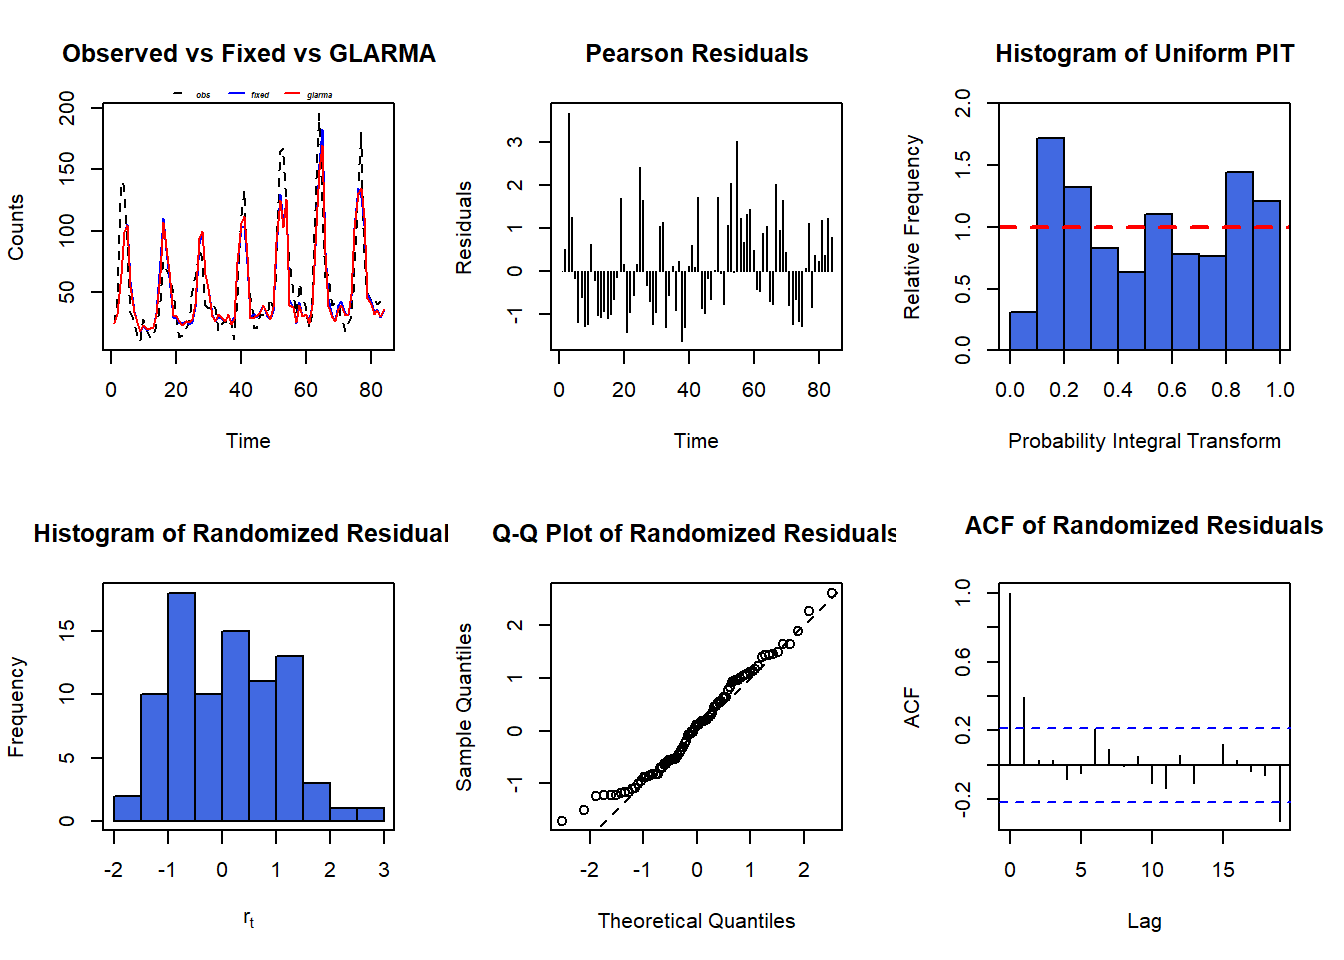 Observed vs Fixed vs GLARMA
obs fixed glarma
Counts
50 100 150 200
0 20 40 60 80
Time
Pearson Residuals
Residuals
-1 0 1 2 3
0 20 40 60 80
Time
Histogram of Uniform PIT
Relative Frequency
0.0 0.5 1.0 1.5 2.0
0.0 0.2 0.4 0.6 0.8 1.0
Probability Integral Transform
Histogram of Randomized Residual
Frequency
0 5 10 15
-2 -1 0 1 2 3
rt
Q-Q Plot of Randomized Residuals
Sample Quantiles
-1 0 1 2
-2 -1 0 1 2
Theoretical Quantiles
ACF of Randomized Residuals
ACF
-0.2 0.2 0.6 1.0
0 5 10 15
Lag